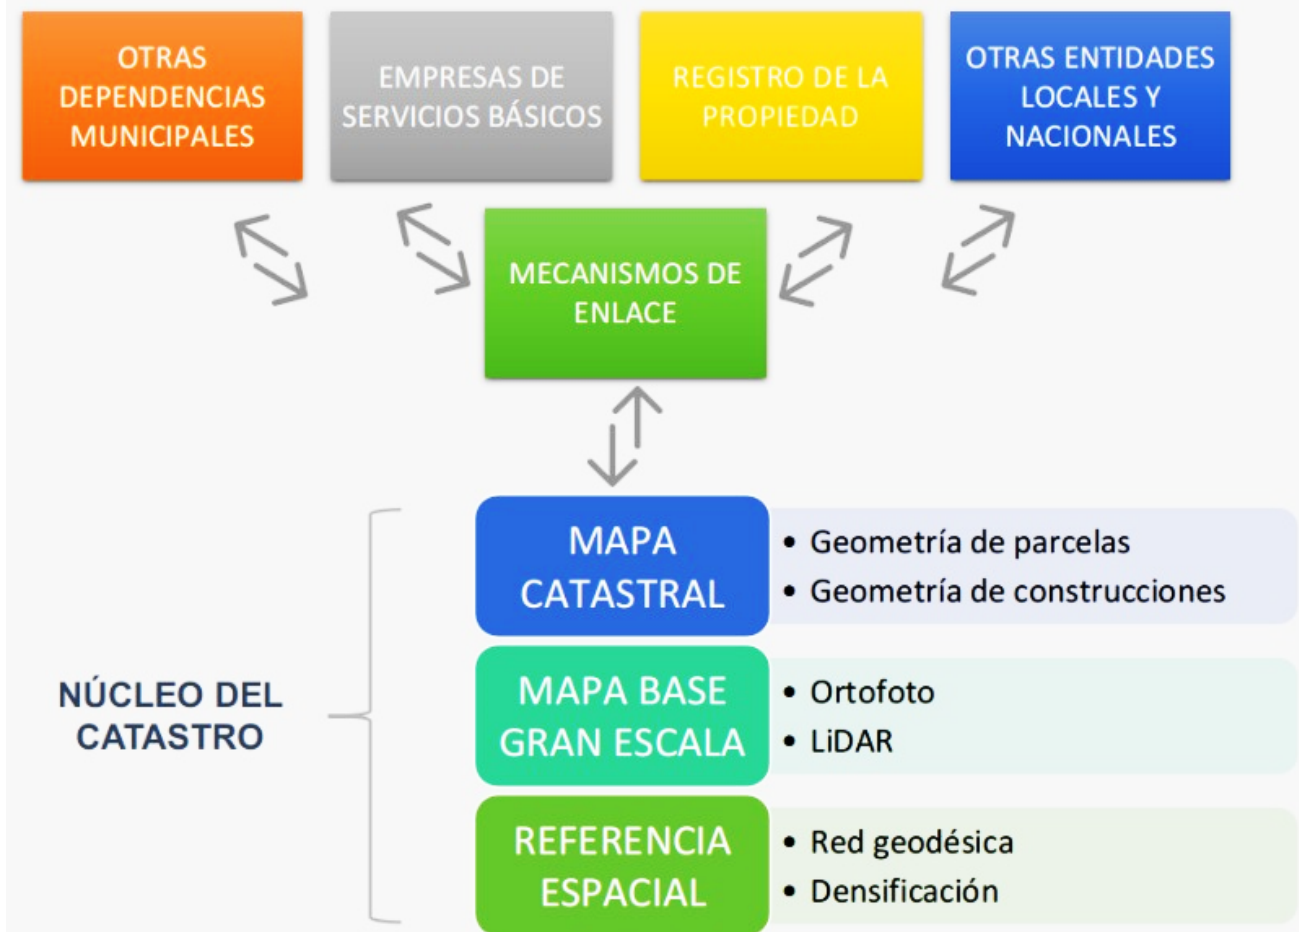 OTRAS
DEPENDENCIAS
MUNICIPALES
EMPRESAS DE
SERVICIOS BÁSICOS
REGISTRO DE LA
PROPIEDAD
OTRAS ENTIDADES
LOCALES Y
NACIONALES
MECANISMOS DE
ENLACE
NÚCLEO DEL
CATASTRO
MAPA
CATASTRAL
• Geometría de parcelas
• Geometría de construcciones
MAPA BASE
GRAN ESCALA
• Ortofoto
• LiDAR
REFERENCIA
ESPACIAL
• Red geodésica
• Densificación